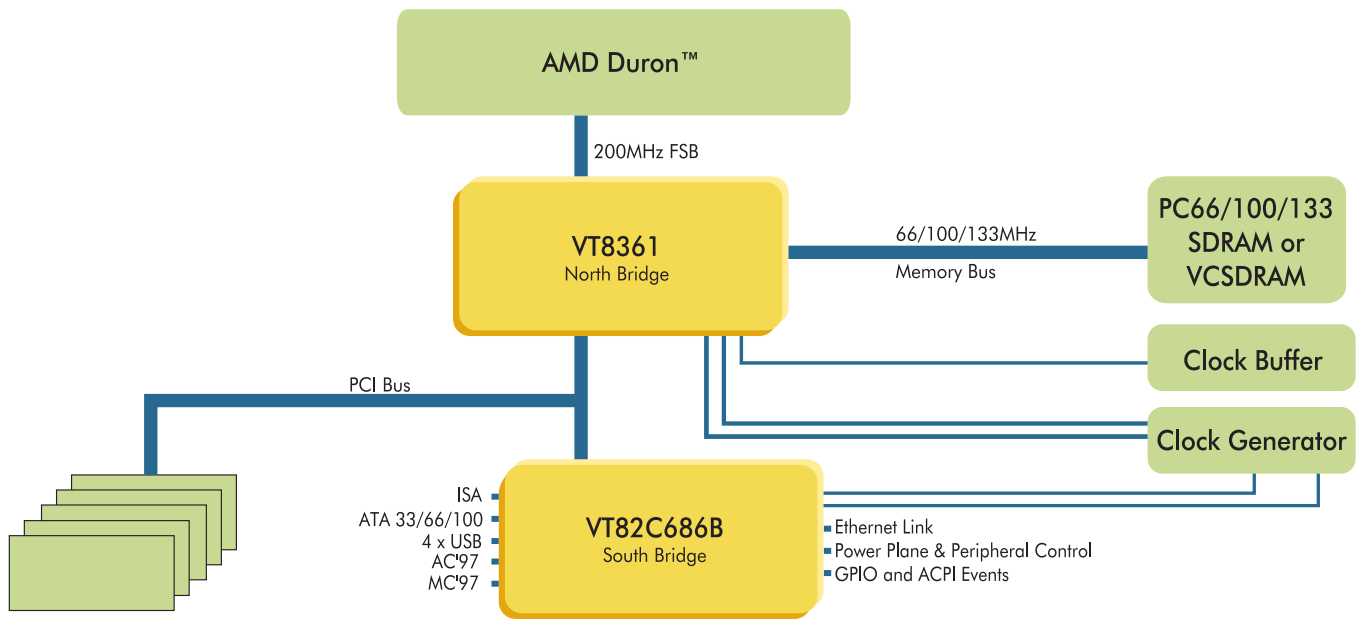 AMD Duron™
200MHz FSB
VT8361
North Bridge
66/100/133MHz
Memory Bus
PC66/100/133
SDRAM or
VCSDRAM
Clock Buffer
PCI Bus
Clock Generator
ISA
ATA 33/66/100
4 x USB
AC'97
MC'97
VT82C686B
South Bridge
Ethernet Link
Power Plane & Peripheral Control
GPIO and ACPI Events